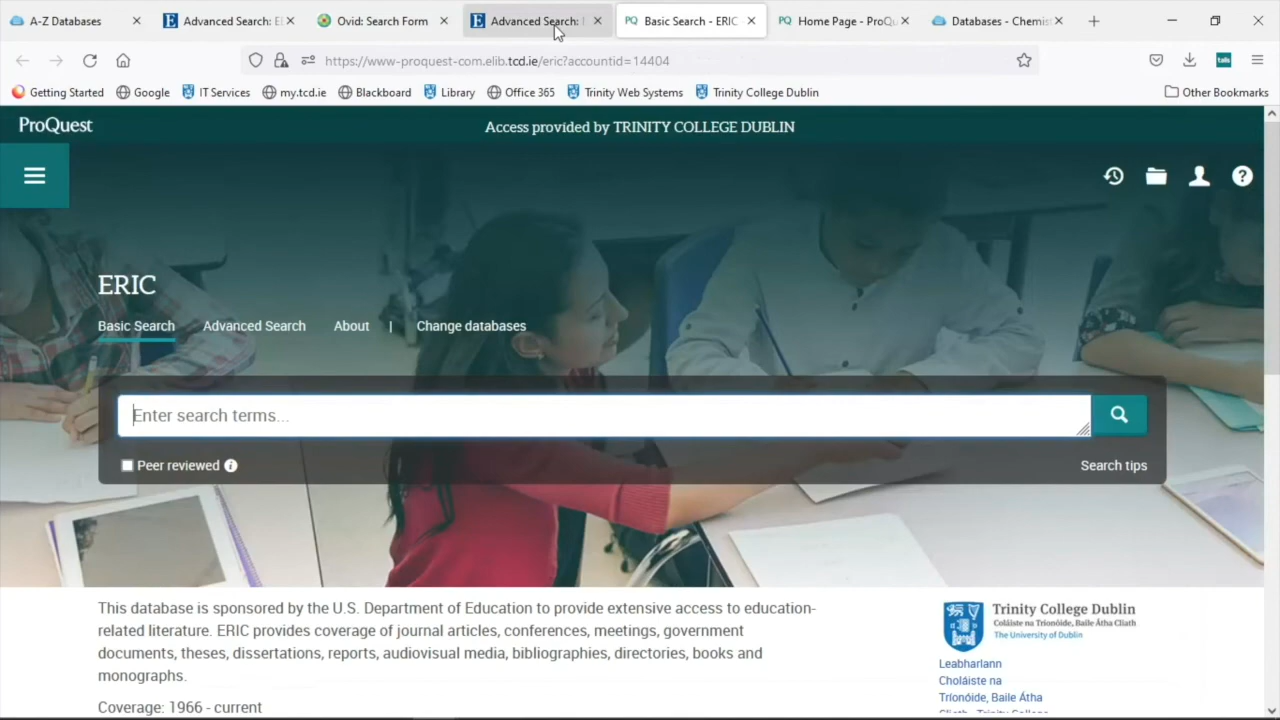 A-Z Databases
Advanced Search: E
Ovid: Search Form
Advanced Search:
PQ Basic Search - ERIC
PQ Home Page - ProQu
Databases - Chemist
https://www-proquest-com.elib.tcd.ie/eric?accountid=14404
Getting Started
Google
IT Services
my.tcd.ie
Blackboard
Library
Office 365
Trinity Web Systems
Trinity College Dublin
Other Bookmarks
ProQuest
Access provided by TRINITY COLLEGE DUBLIN
ERIC
Basic Search
Advanced Search
About
|
Change databases
Enter search terms...
Peer reviewed
Search tips
This database is sponsored by the U.S. Department of Education to provide extensive access to education-
related literature. ERIC provides coverage of journal articles, conferences, meetings, government
documents, theses, dissertations, reports, audiovisual media, bibliographies, directories, books and
monographs.
Coverage: 1966 - current
Trinity College Dublin
Coláiste na Tríonóide, Baile Átha Cliath
The University of Dublin
Leabharlann
Choláiste na
Tríonóide, Baile Átha
Cliath - Trinity College